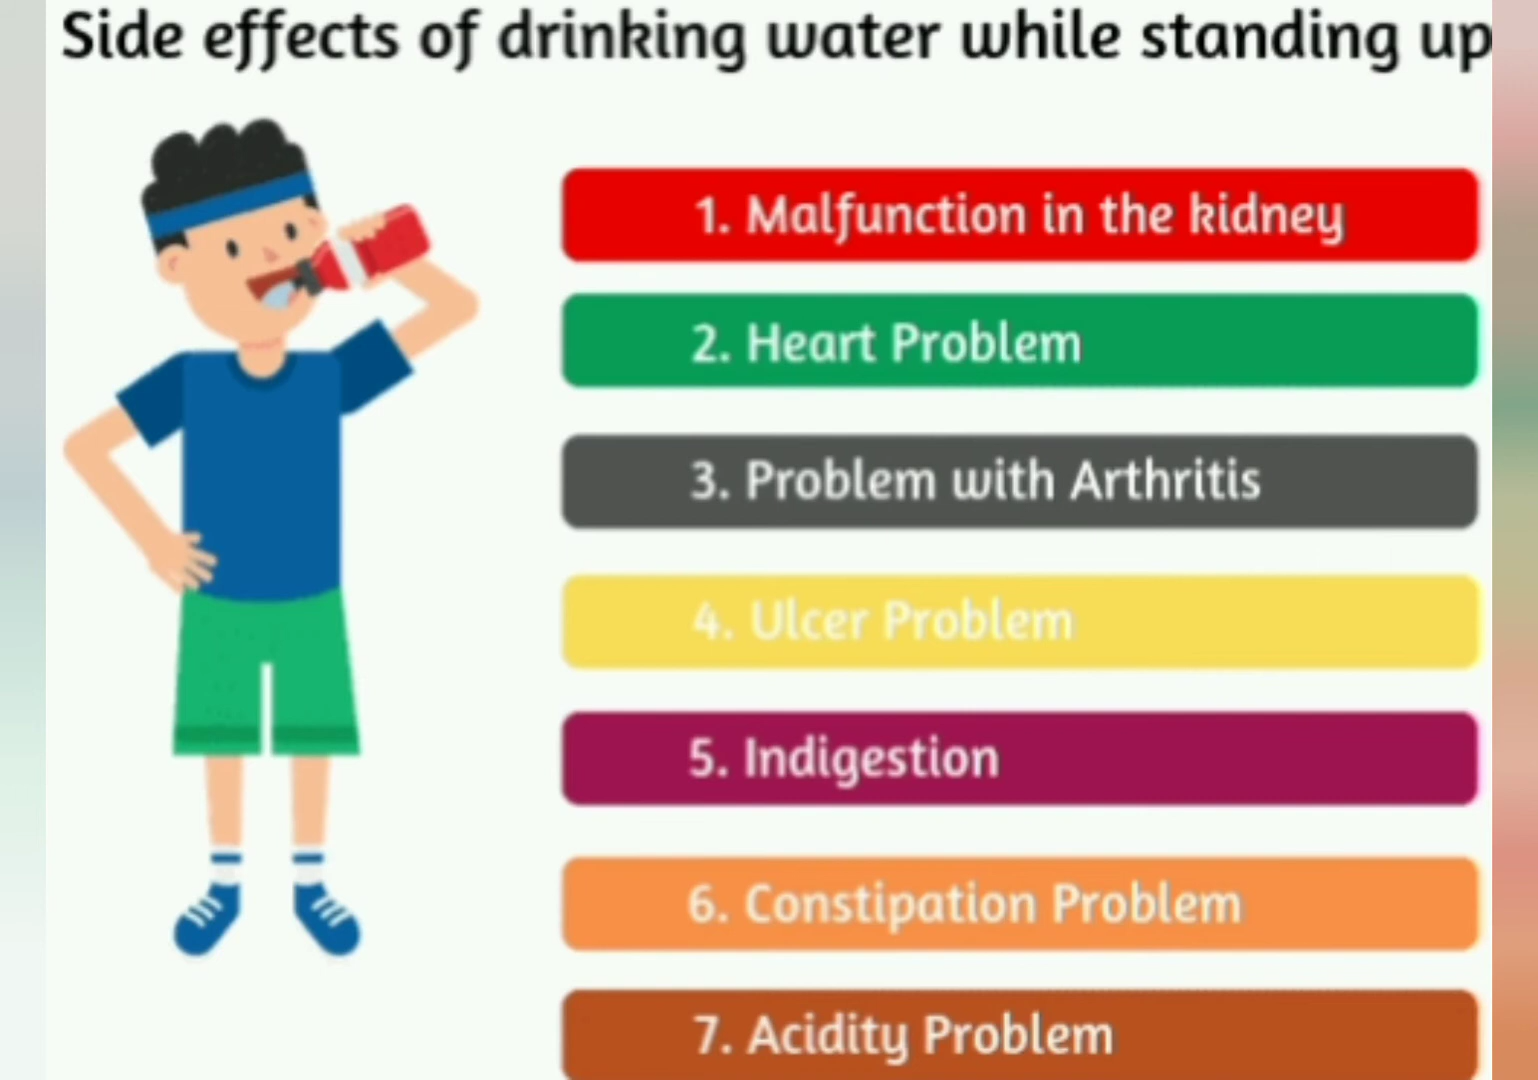 Side effects of drinking water while standing up
1. Malfunction in the kidney
2. Heart Problem
3. Problem with Arthritis
4. Ulcer Problem
5. Indigestion
6. Constipation Problem
7. Acidity Problem